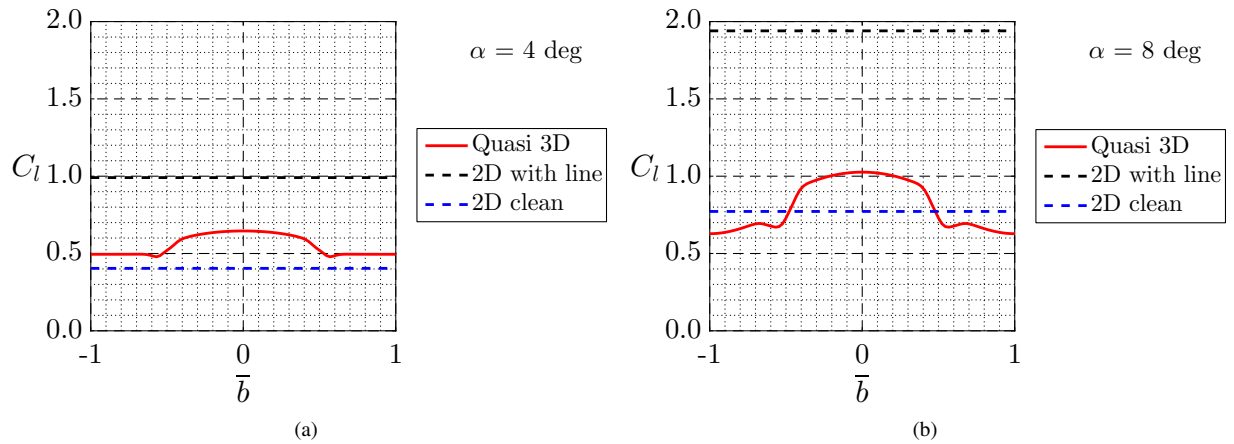 2.0
1.5
1.0
0.5
0.0
C_l
-1
0
1
b̅
α = 4 deg
Quasi 3D
2D with line
2D clean
(a)
2.0
1.5
1.0
0.5
0.0
C_l
-1
0
1
b̅
α = 8 deg
Quasi 3D
2D with line
2D clean
(b)